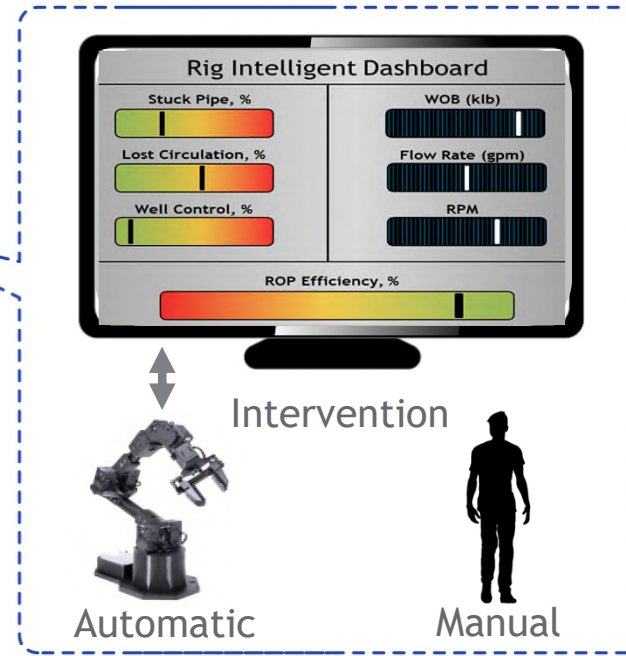 Rig Intelligent Dashboard
Stuck Pipe, %
Lost Circulation, %
Well Control, %
WOB (klb)
Flow Rate (gpm)
RPM
ROP Efficiency, %
Intervention
Automatic
Manual